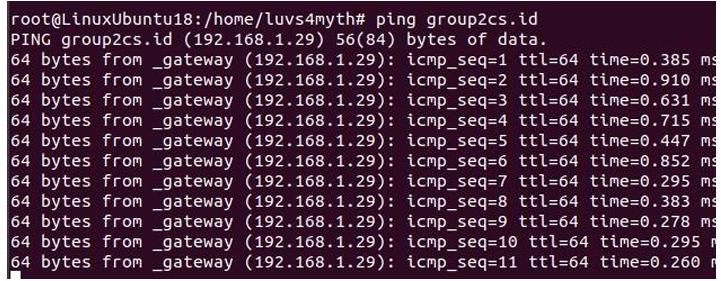 root@LinuxUbuntu18:/home/luvs4myth# ping group2cs.id
PING group2cs.id (192.168.1.29) 56(84) bytes of data.
64 bytes from _gateway (192.168.1.29): icmp_seq=1 ttl=64 time=0.385 ms
64 bytes from _gateway (192.168.1.29): icmp_seq=2 ttl=64 time=0.910 ms
64 bytes from _gateway (192.168.1.29): icmp_seq=3 ttl=64 time=0.631 ms
64 bytes from _gateway (192.168.1.29): icmp_seq=4 ttl=64 time=0.715 ms
64 bytes from _gateway (192.168.1.29): icmp_seq=5 ttl=64 time=0.447 ms
64 bytes from _gateway (192.168.1.29): icmp_seq=6 ttl=64 time=0.852 ms
64 bytes from _gateway (192.168.1.29): icmp_seq=7 ttl=64 time=0.295 ms
64 bytes from _gateway (192.168.1.29): icmp_seq=8 ttl=64 time=0.383 ms
64 bytes from _gateway (192.168.1.29): icmp_seq=9 ttl=64 time=0.278 ms
64 bytes from _gateway (192.168.1.29): icmp_seq=10 ttl=64 time=0.295 m
64 bytes from _gateway (192.168.1.29): icmp_seq=11 ttl=64 time=0.260 m